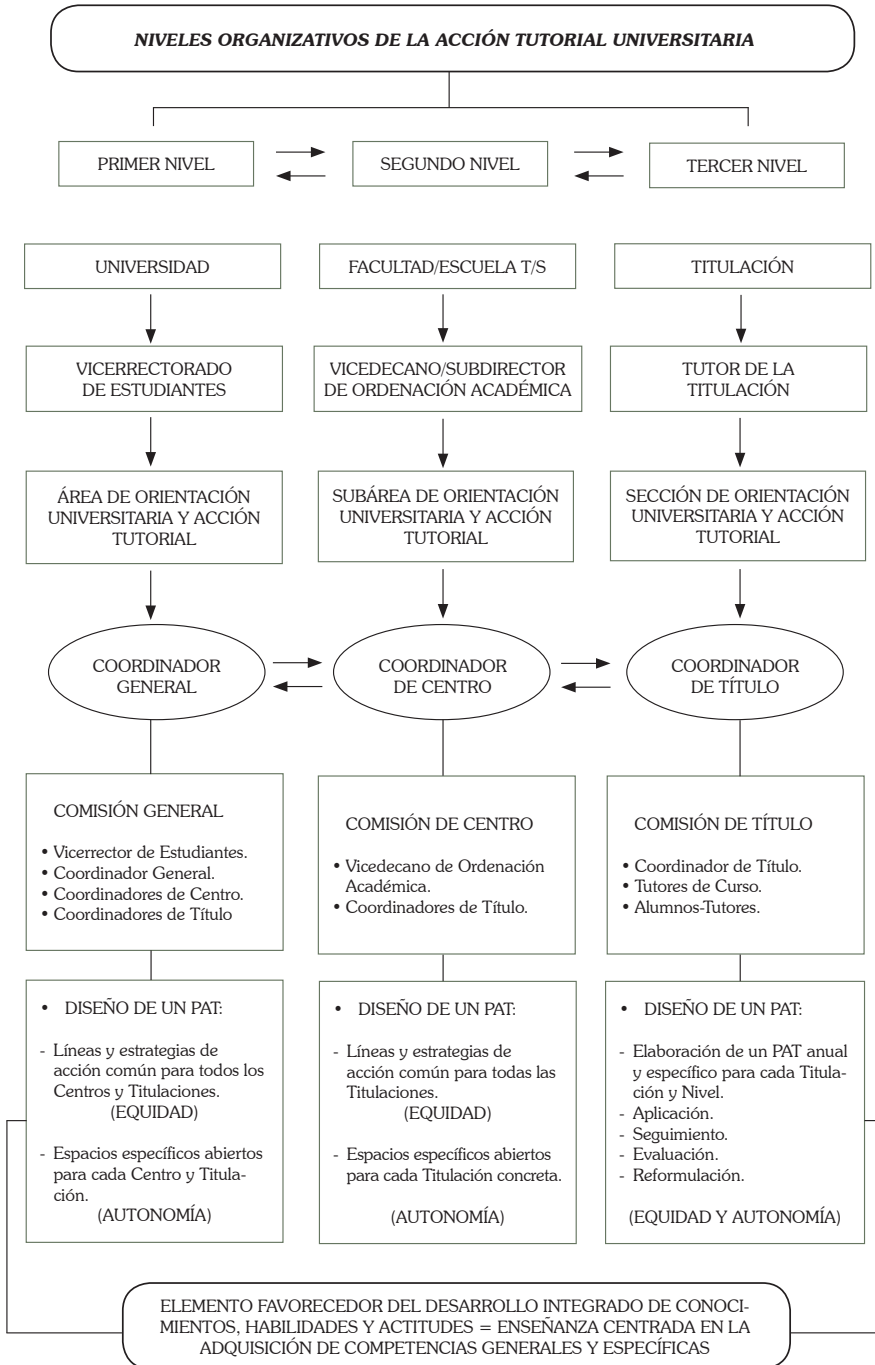 NIVELES ORGANIZATIVOS DE LA ACCIÓN TUTORIAL UNIVERSITARIA
PRIMER NIVEL
SEGUNDO NIVEL
TERCER NIVEL
UNIVERSIDAD
FACULTAD/ESCUELA T/S
TITULACIÓN
VICERRECTORADO
DE ESTUDIANTES
VICEDECANO/SUBDIRECTOR
DE ORDENACIÓN ACADÉMICA
TUTOR DE LA
TITULACIÓN
ÁREA DE ORIENTACIÓN
UNIVERSITARIA Y ACCIÓN
TUTORIAL
SUBÁREA DE ORIENTACIÓN
UNIVERSITARIA Y ACCIÓN
TUTORIAL
SECCIÓN DE ORIENTACIÓN
UNIVERSITARIA Y ACCIÓN
TUTORIAL
COORDINADOR
GENERAL
COORDINADOR
DE CENTRO
COORDINADOR
DE TÍTULO
COMISIÓN GENERAL
• Vicerrector de Estudiantes.
• Coordinador General.
• Coordinadores de Centro.
• Coordinadores de Título
COMISIÓN DE CENTRO
• Vicedecano de Ordenación
Académica.
• Coordinadores de Título.
COMISIÓN DE TÍTULO
• Coordinador de Título.
• Tutores de Curso.
• Alumnos-Tutores.
• DISEÑO DE UN PAT:
- Líneas y estrategias de
acción común para todos los
Centros y Titulaciones.
(EQUIDAD)
- Espacios específicos abiertos
para cada Centro y Titula-
ción.
(AUTONOMÍA)
• DISEÑO DE UN PAT:
- Líneas y estrategias de
acción común para todas las
Titulaciones.
(EQUIDAD)
- Espacios específicos abiertos
para cada Titulación concreta.
(AUTONOMÍA)
• DISEÑO DE UN PAT:
- Elaboración de un PAT anual
y específico para cada Titula-
ción y Nivel.
- Aplicación.
- Seguimiento.
- Evaluación.
- Reformulación.
(EQUIDAD Y AUTONOMÍA)
ELEMENTO FAVORECEDOR DEL DESARROLLO INTEGRADO DE CONOCI-
MIENTOS, HABILIDADES Y ACTITUDES = ENSEÑANZA CENTRADA EN LA
ADQUISICIÓN DE COMPETENCIAS GENERALES Y ESPECÍFICAS